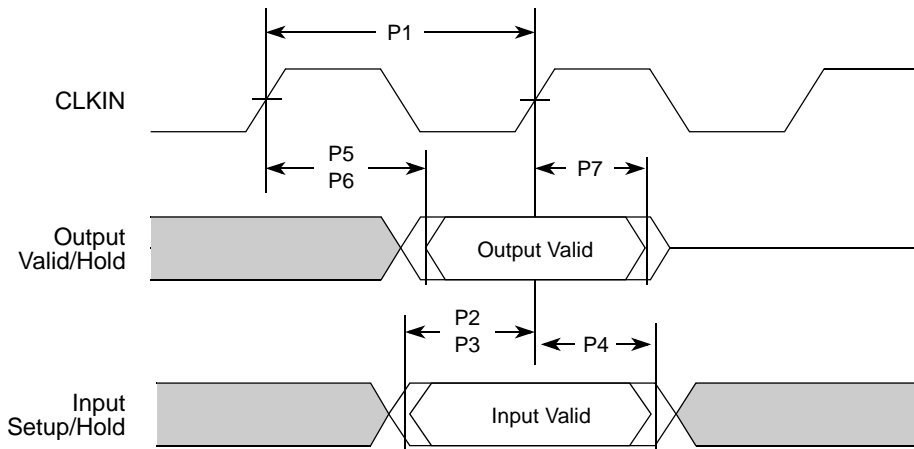 P1
CLKIN
P5
P6
P7
Output
Valid/Hold
Output Valid
P2
P3
P4
Input
Setup/Hold
Input Valid